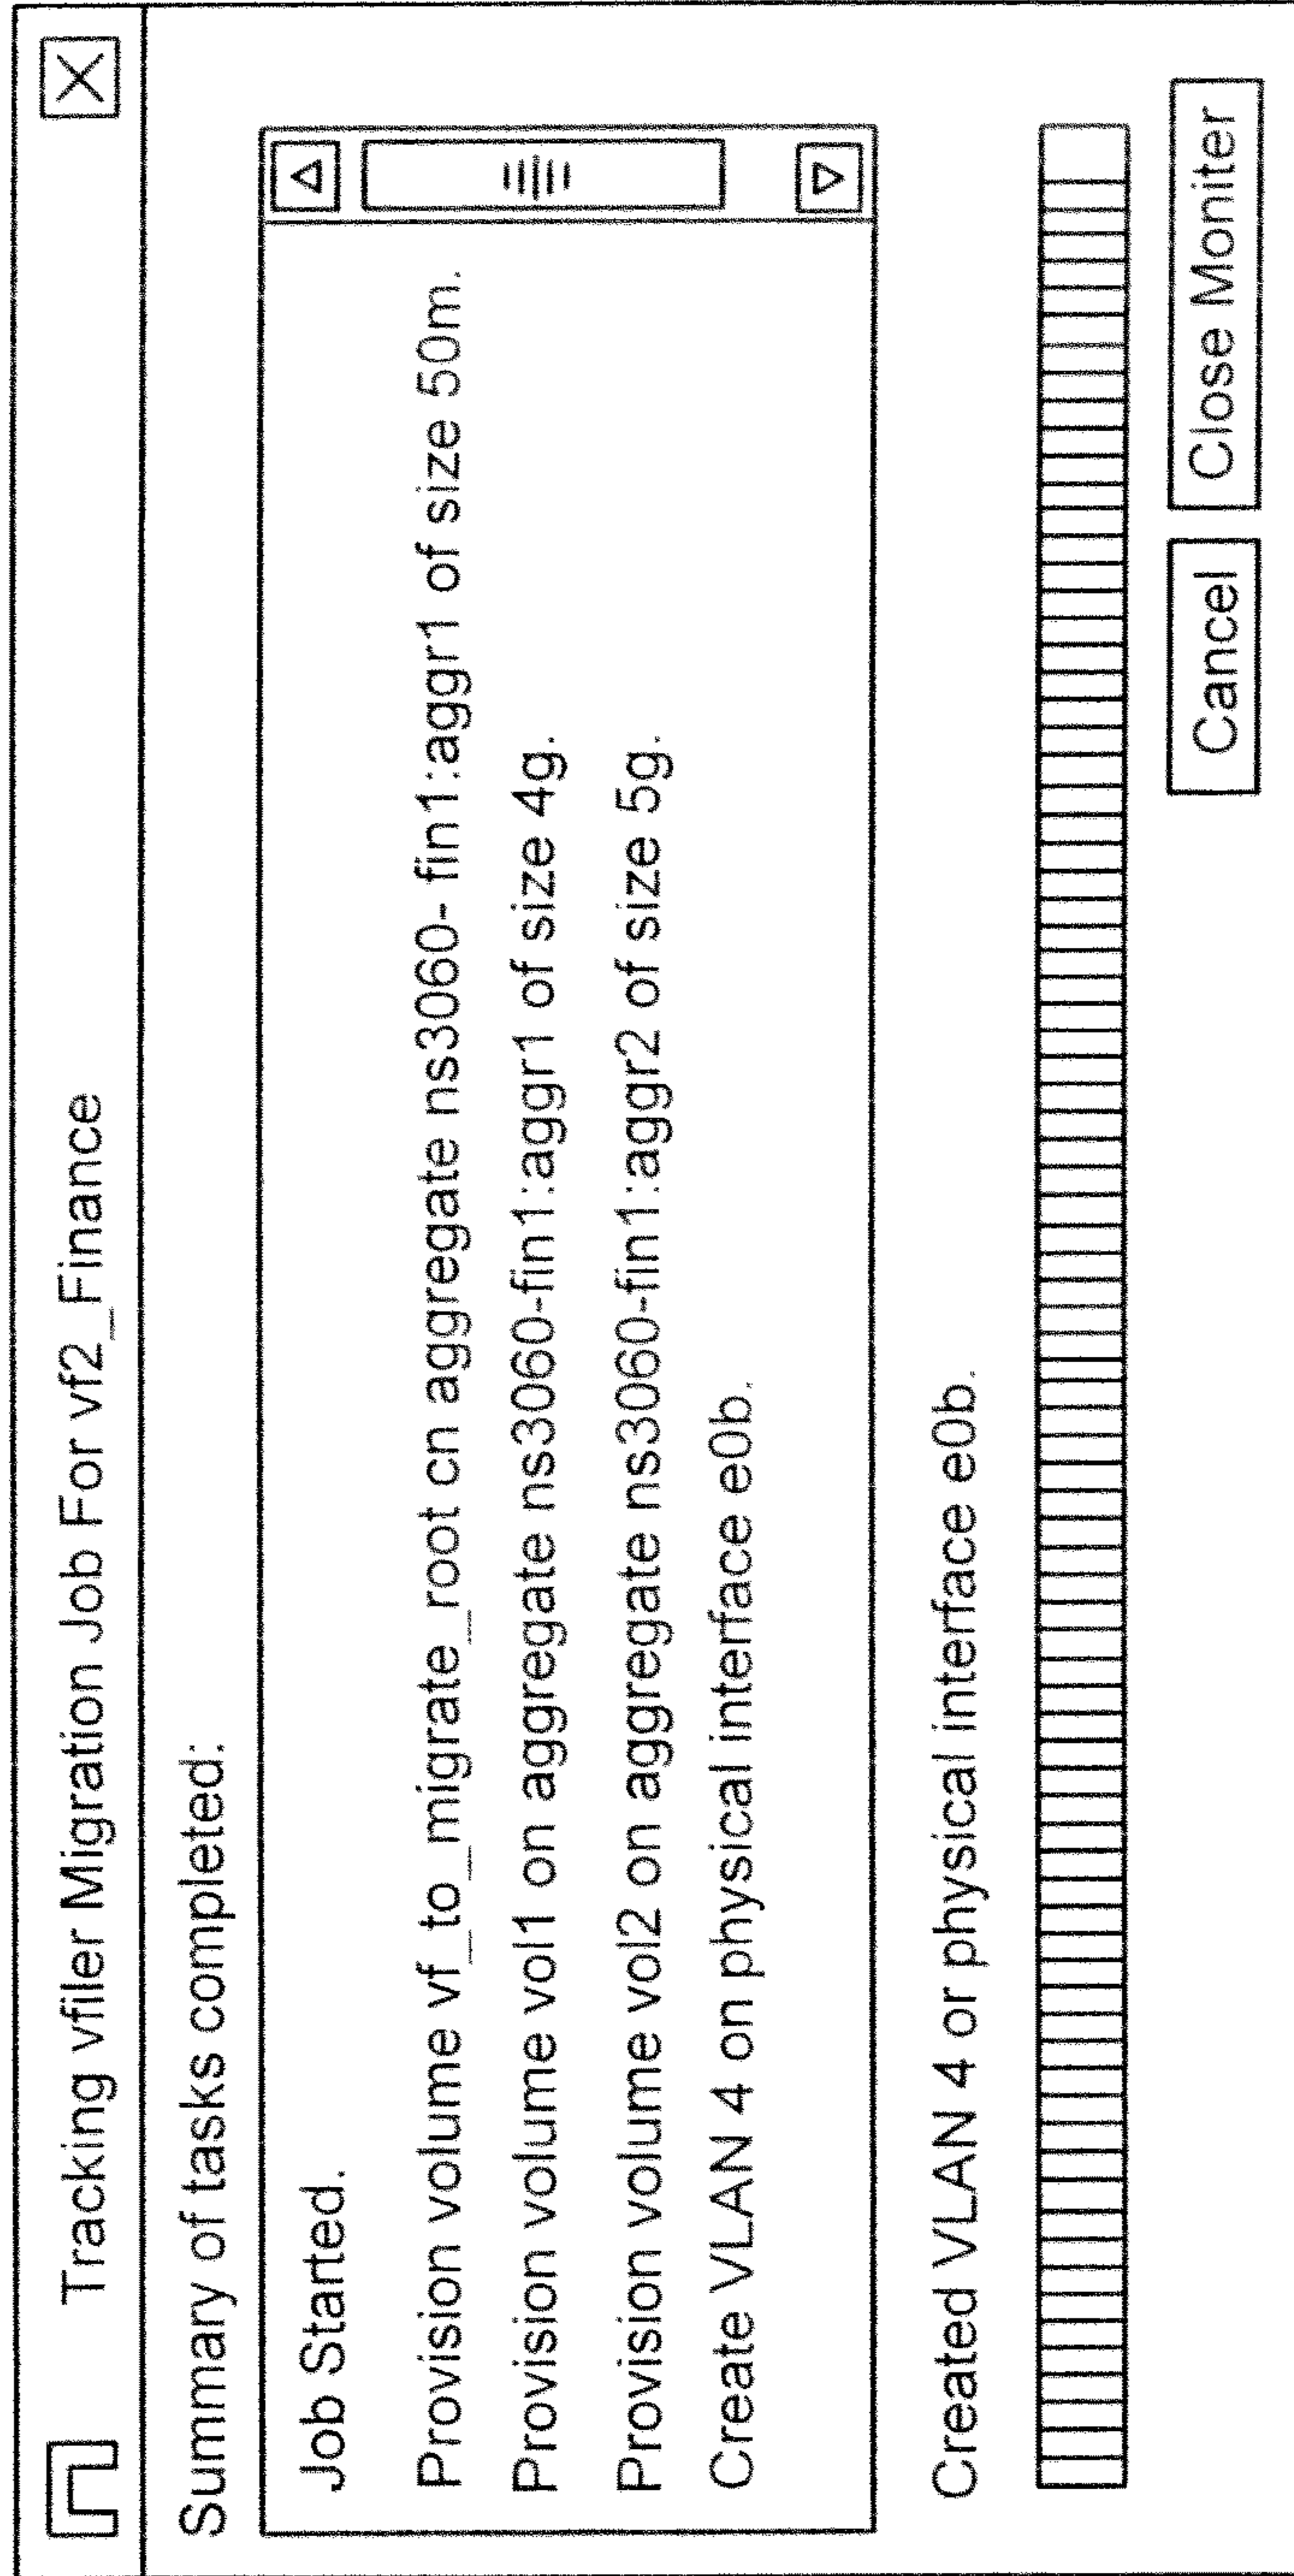 Tracking vfiler Migration Job For vf2_Finance
Summary of tasks completed:
Job Started.
Provision volume vf_to_migrate_root cn aggregate ns3060- fin1:aggr1 of size 50m.
Provision volume vol1 on aggregate ns3060-fin1:aggr1 of size 4g.
Provision volume vol2 on aggregate ns3060-fin1:aggr2 of size 5g.
Create VLAN 4 on physical interface e0b.
Created VLAN 4 or physical interface e0b.
Cancel Close Moniter